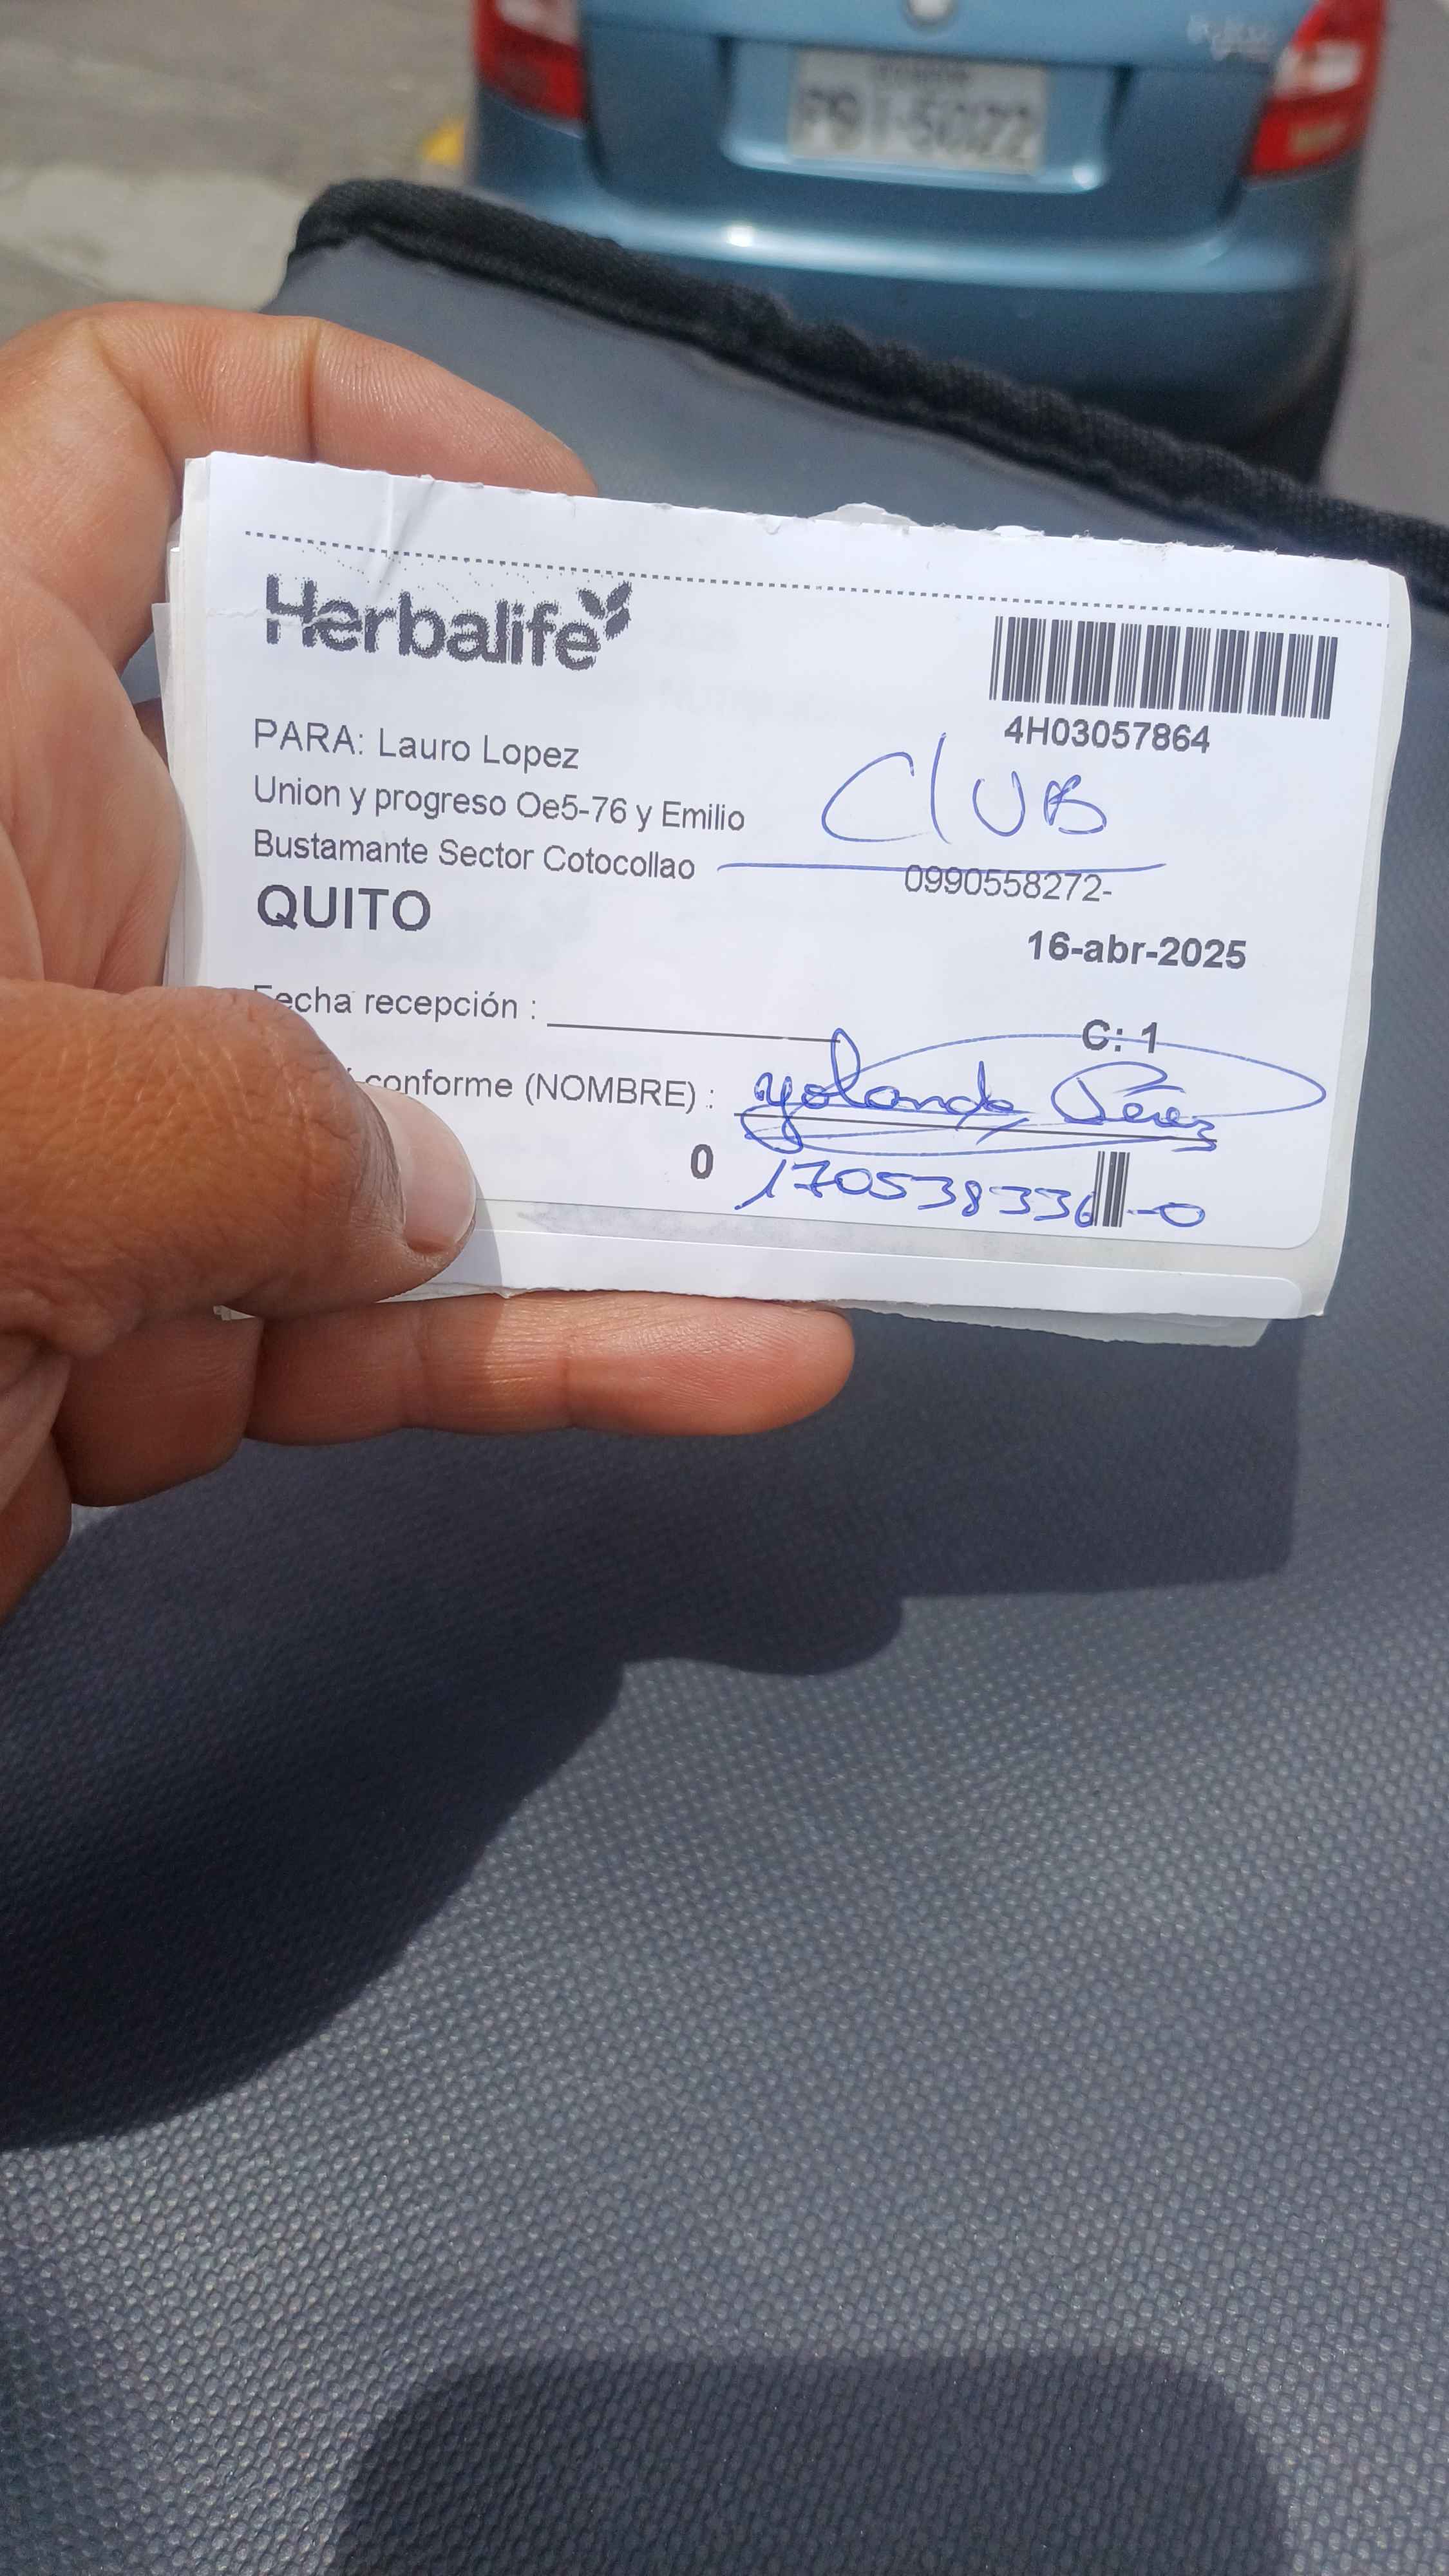 Herbalife
4H03057864
PARA: Lauro Lopez
Union y progreso Oe5-76 y Emilio
Bustamante Sector Cotocollao
QUITO
Club
0990558272-
16-abr-2025
Fecha recepción :
C: 1
conforme (NOMBRE) : Yolanda Pérez
0 170538336-0